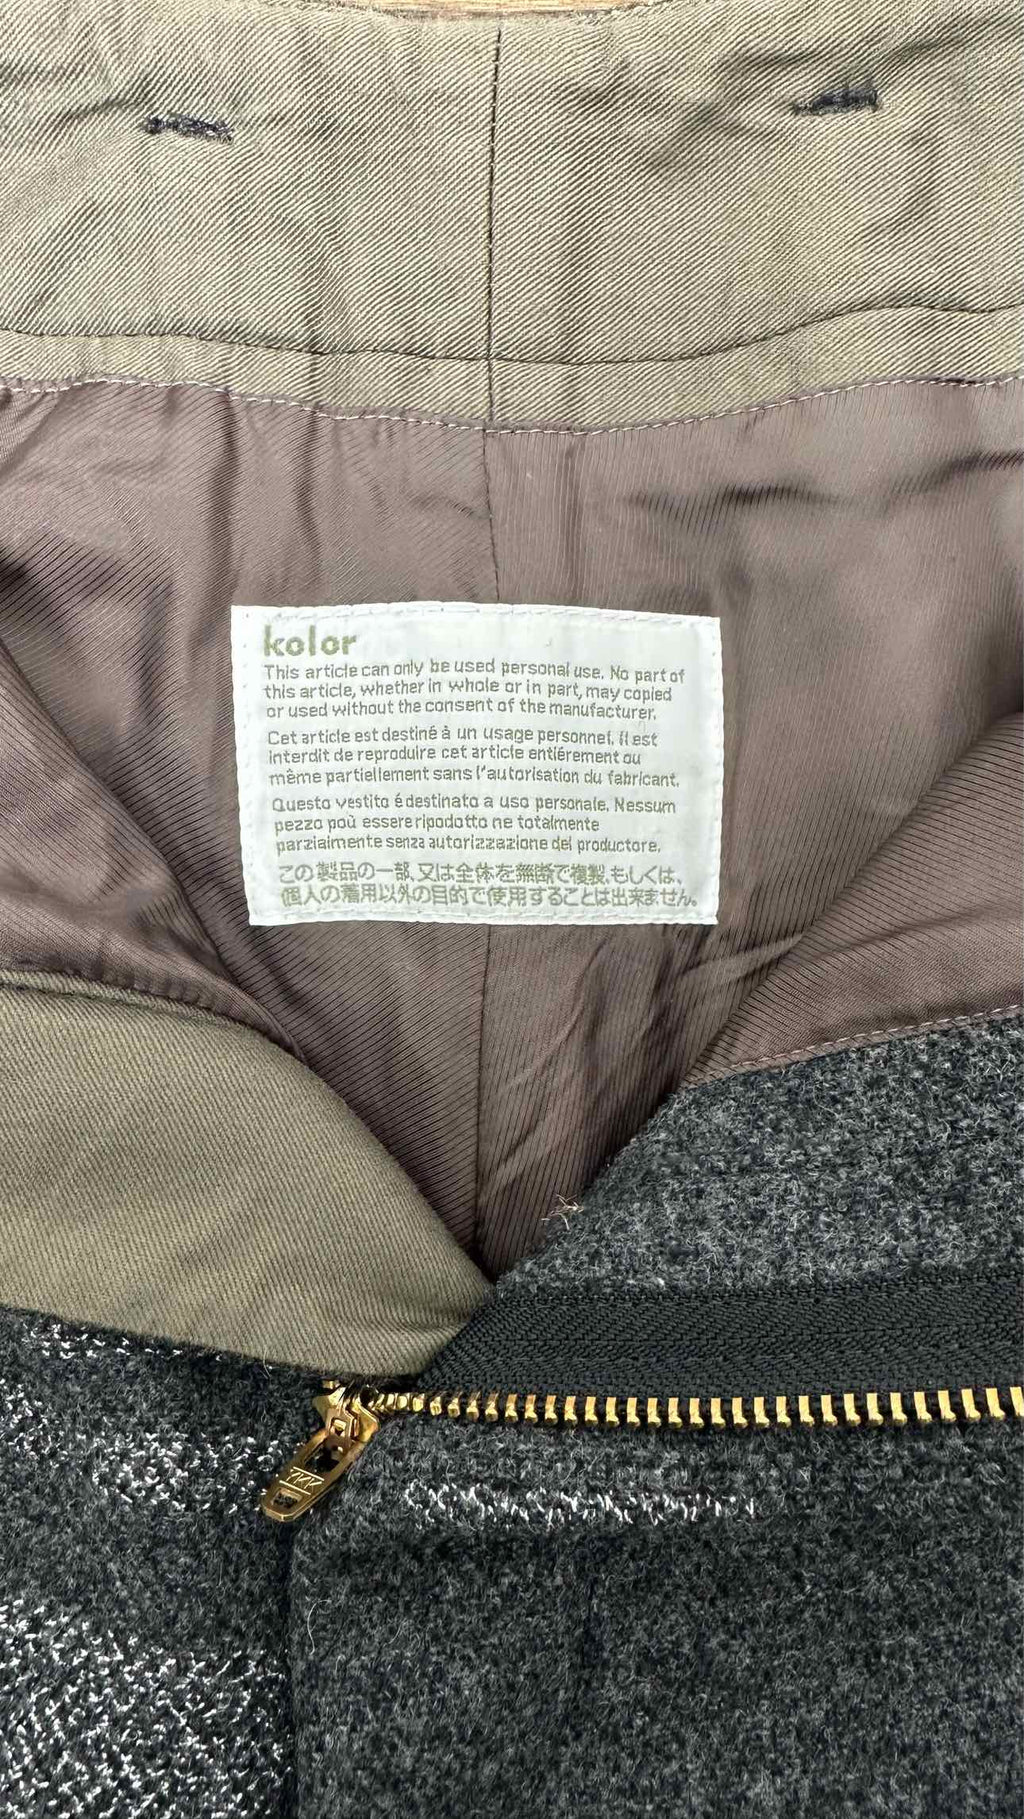 kolor
This article can only be used personal use. No part of
this article, whether in whole or in part, may copied
or used without the consent of the manufacturer.
Cet article est destiné à un usage personnel. il est
interdit de reproduire cet article entiérement ou
même partiellement sans l'autorisation du fabricant.
Questo vestito é destinato a uso personale. Nessum
pezzo poù essere ripodotto ne totalmente
parzialmente senza autorizzazione del productore.
この製品の一部、又は全体を無断で複製、もしくは、
個人の着用以外の目的で使用することは出来ません。
YKK